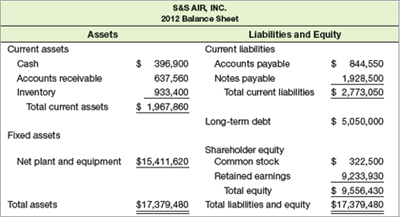 S&S AIR, INC.
2012 Balance Sheet
Assets Liabilities and Equity
Current assets Current liabilities
Cash $ 396,900 Accounts payable $ 844,550
Accounts receivable 637,560 Notes payable 1,928,500
Inventory 933,400 Total current liabilities $ 2,773,050
Total current assets $ 1,967,860
Long-term debt $ 5,050,000
Fixed assets
Shareholder equity
Net plant and equipment $15,411,620 Common stock $ 322,500
Retained earnings 9,233,930
Total equity $ 9,556,430
Total assets $17,379,480 Total liabilities and equity $17,379,480